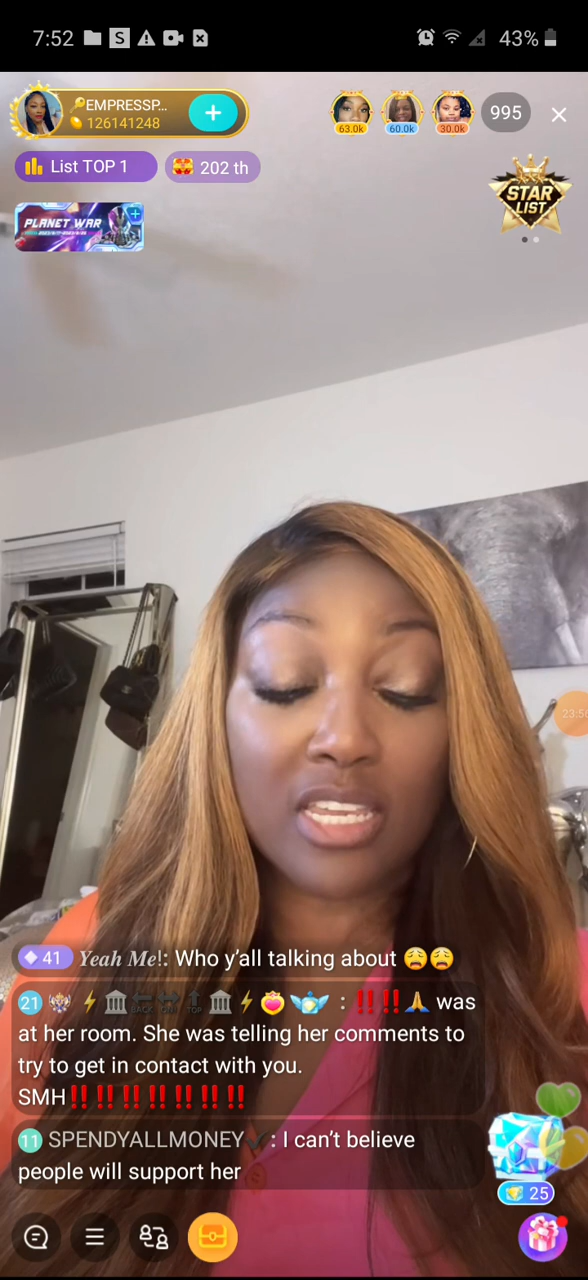 7:52 S 43%
🔑EMPRESSP...
126141248
63.0k 60.0k 30.0k
995
List TOP 1 202 th
STAR LIST
PLANET WAR
41 Yeah Me!: Who y'all talking about 😩😩
21 ⚡🏛️🔙🔛🔝🏛️⚡ : ‼️‼️🙏 was
at her room. She was telling her comments to
try to get in contact with you.
SMH‼️‼️‼️‼️‼️‼️‼️
11 SPENDYALLMONEY✔: I can't believe
people will support her
25